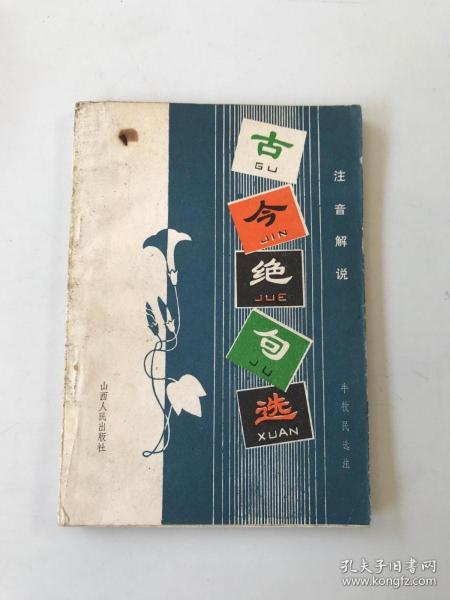 古
GU
今
JIN
绝
JUE
句
JU
选
XUAN
注音解说
牛牧民选注
山西人民出版社
孔夫子旧书网
www.kongfz.com